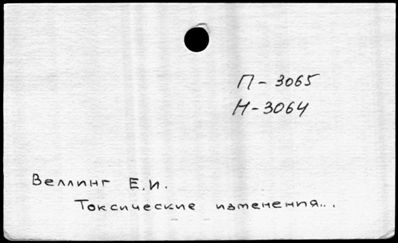 П-3065
Н-3064
Веллинг Е.И.
Токсические изменения...